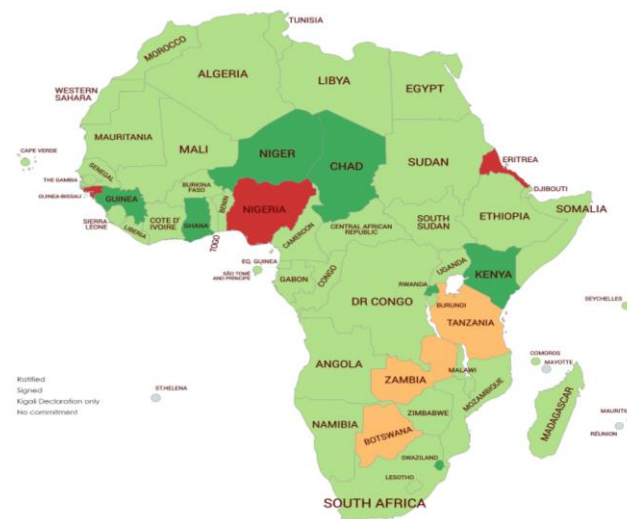 TUNISIA
MOROCCO
ALGERIA
LIBYA
EGYPT
WESTERN
SAHARA
MAURITANIA
MALI
NIGER
CHAD
SUDAN
ERITREA
CAPE VERDE
SENEGAL
THE GAMBIA
GUINEA-BISSAU
GUINEA
BURKINA
FASO
BENIN
NIGERIA
DJIBOUTI
SOMALIA
ETHIOPIA
SIERRA
LEONE
LIBERIA
COTE D'
IVOIRE
GHANA
TOGO
CAMEROON
CENTRAL AFRICAN
REPUBLIC
SOUTH
SUDAN
EQ. GUINEA
SÃO TOMÉ
AND PRINCIPE
GABON
CONGO
UGANDA
KENYA
RWANDA
DR CONGO
BURUNDI
TANZANIA
SEYCHELLES
COMOROS
MAYOTTE
ANGOLA
ZAMBIA
MALAWI
MOZAMBIQUE
ST.HELENA
MADAGASCAR
MAURITI
RÉUNION
NAMIBIA
ZIMBABWE
BOTSWANA
SWAZILAND
LESOTHO
SOUTH AFRICA
Ratified
Signed
Kigali Declaration only
No commitment